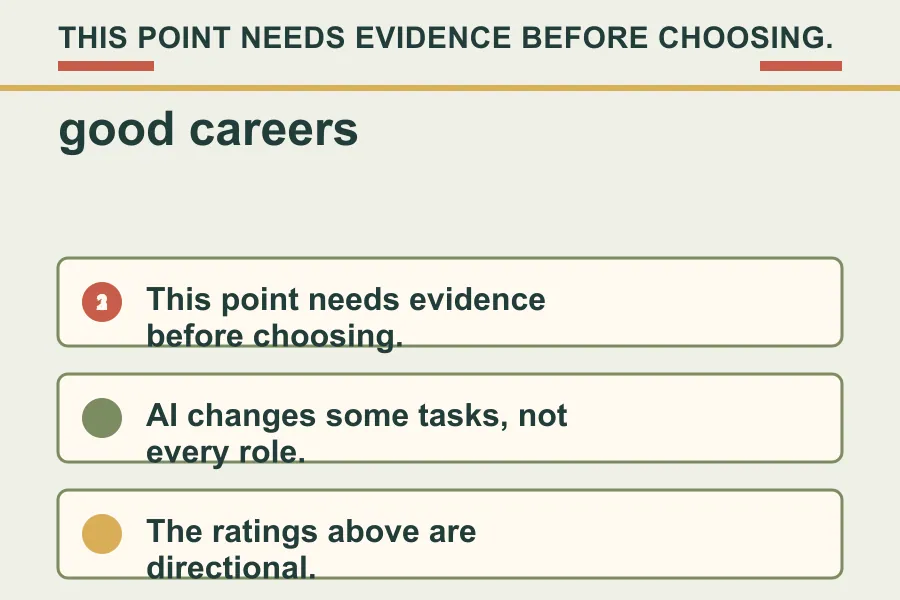 THIS POINT NEEDS EVIDENCE BEFORE CHOOSING.
good careers
This point needs evidence
before choosing.
AI changes some tasks, not
every role.
The ratings above are
directional.